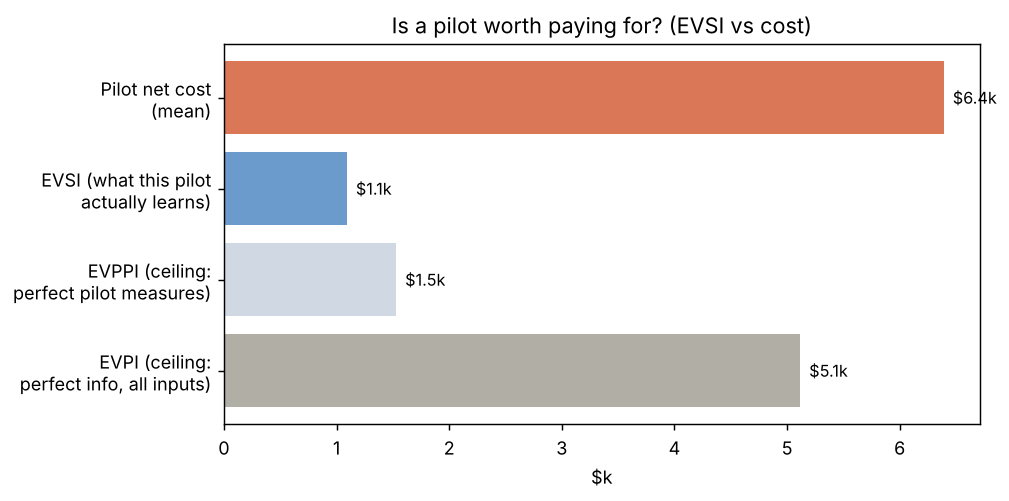 Is a pilot worth paying for? (EVSI vs cost)
Pilot net cost
(mean)
$6.4k
EVSI (what this pilot
actually learns)
$1.1k
EVPPI (ceiling:
perfect pilot measures)
$1.5k
EVPI (ceiling:
perfect info, all inputs)
$5.1k
0 1 2 3 4 5 6
$k